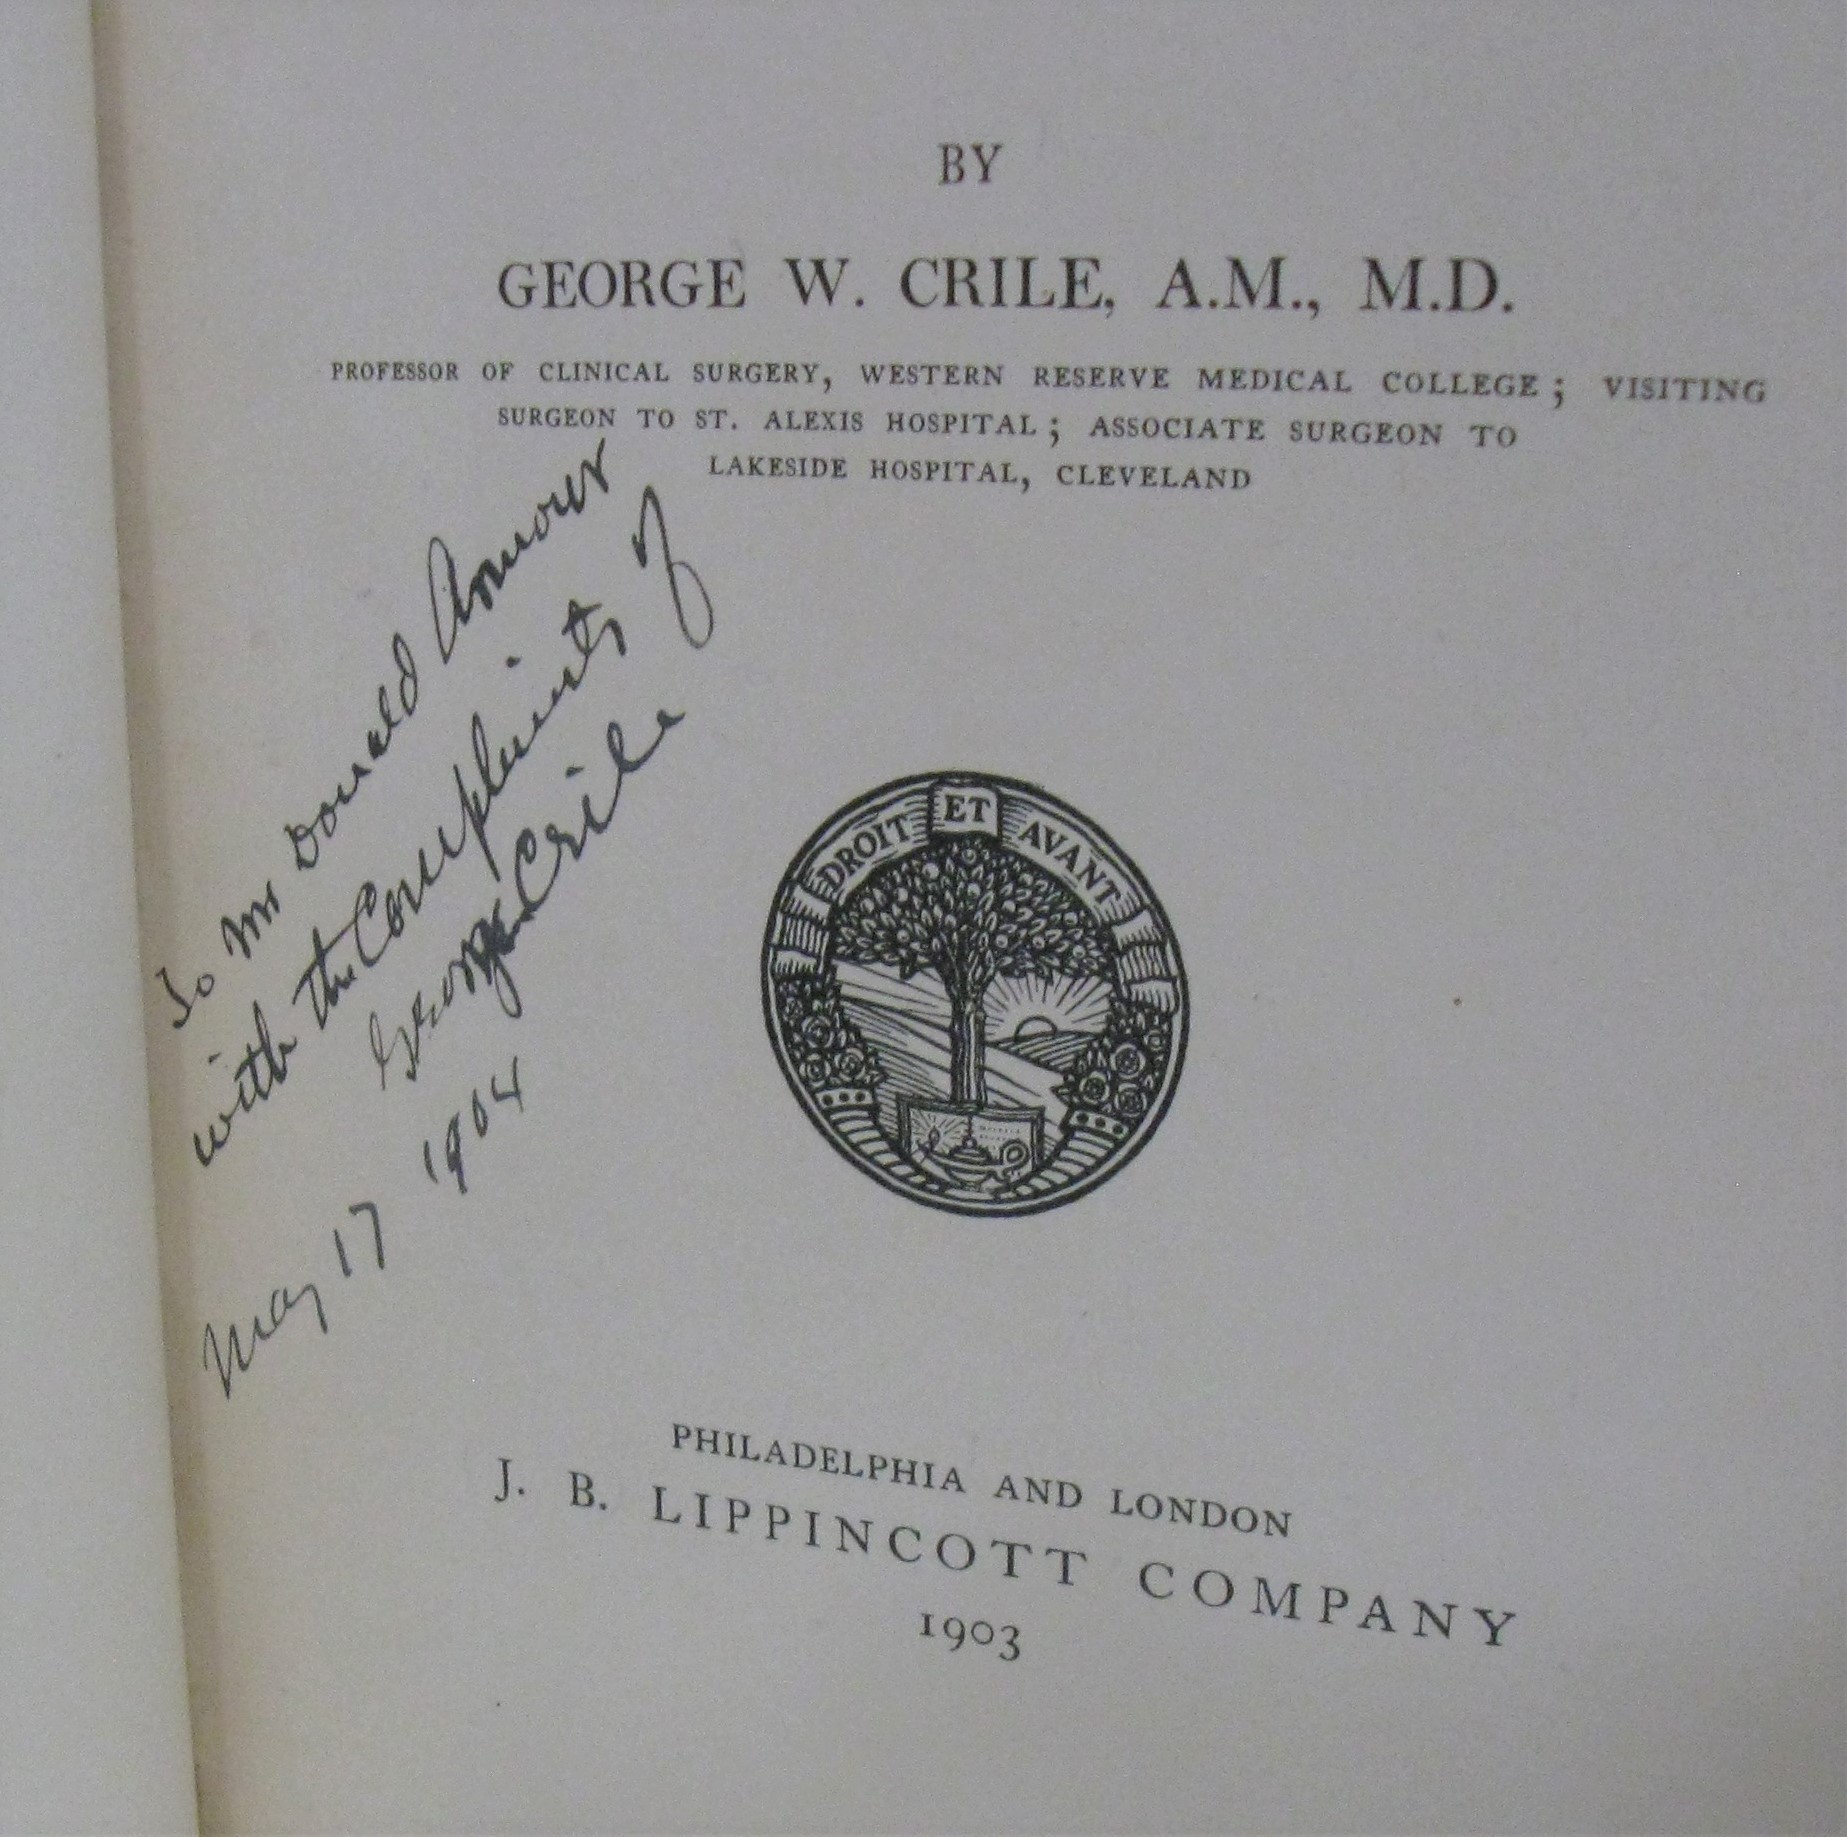 BY
GEORGE W. CRILE, A.M., M.D.
PROFESSOR OF CLINICAL SURGERY, WESTERN RESERVE MEDICAL COLLEGE; VISITING
SURGEON TO ST. ALEXIS HOSPITAL; ASSOCIATE SURGEON TO
LAKESIDE HOSPITAL, CLEVELAND
To Mr Donald Armour
with the Compliments of
George Crile
May 17 1904
DROIT ET AVANT
PHILADELPHIA AND LONDON
J. B. LIPPINCOTT COMPANY
1903